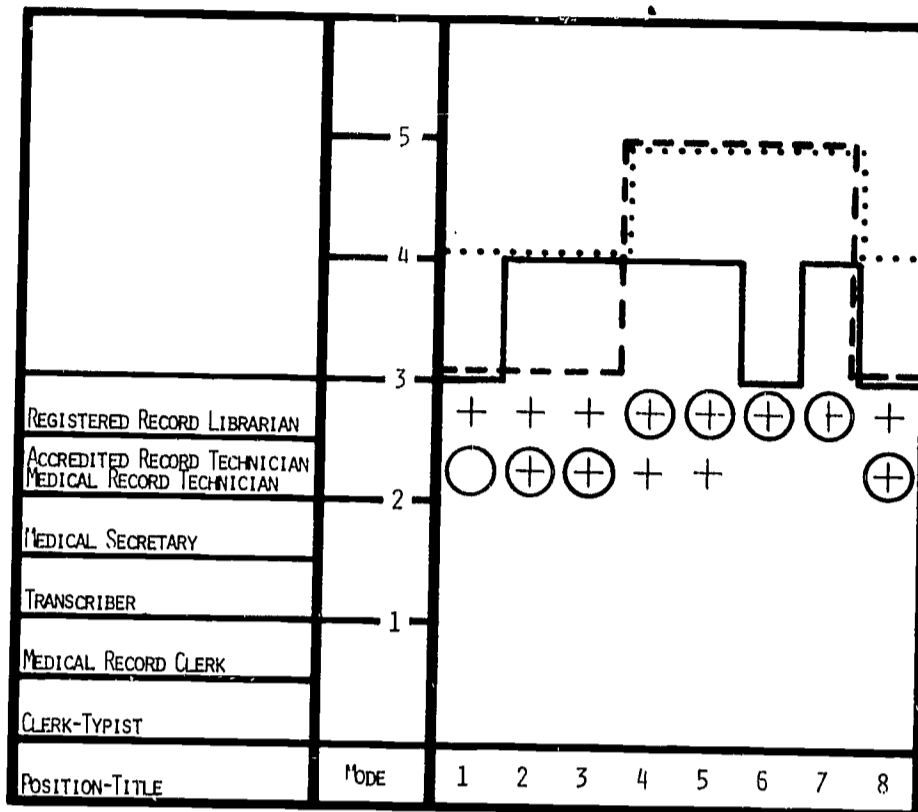 5
4
3
REGISTERED RECORD LIBRARIAN + + + + + + + +
ACCREDITED RECORD TECHNICIAN
MEDICAL RECORD TECHNICIAN + + + + +
2
MEDICAL SECRETARY
TRANSCRIBER
1
MEDICAL RECORD CLERK
CLERK-TYPIST
POSITION-TITLE MODE 1 2 3 4 5 6 7 8